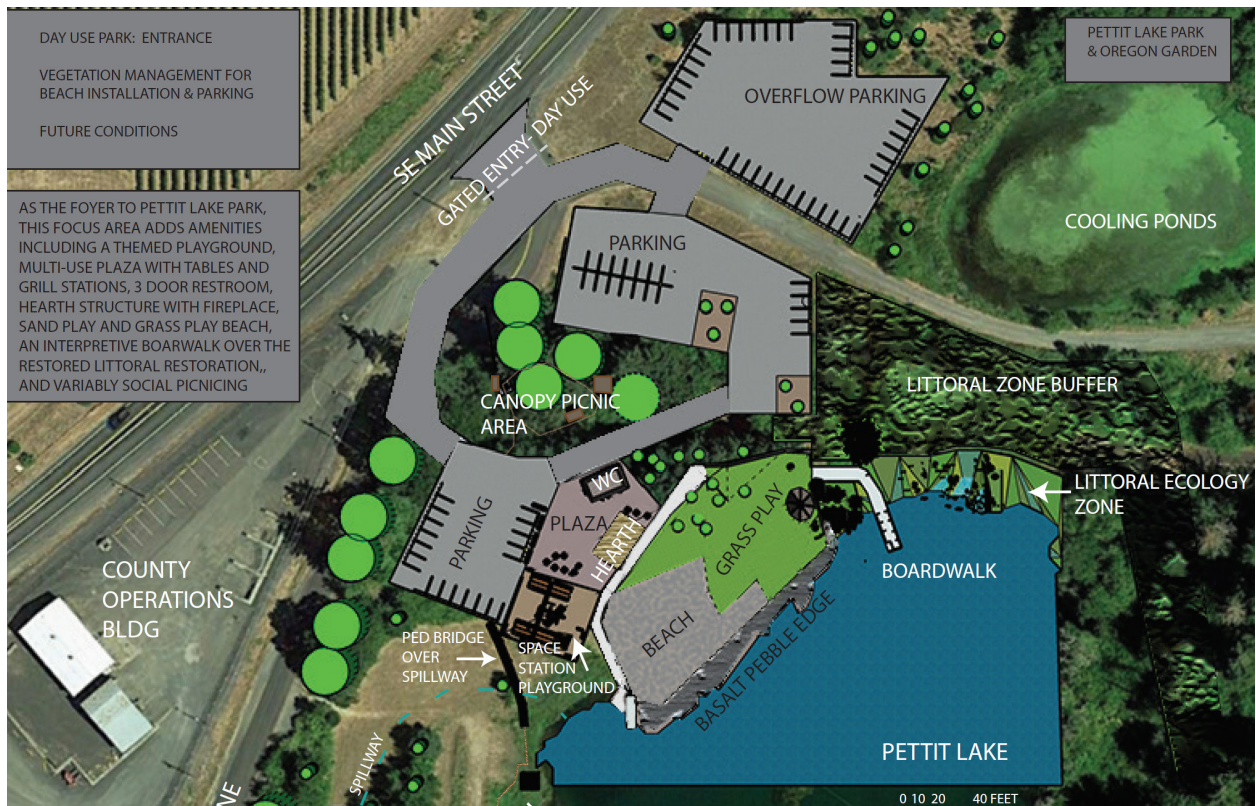 DAY USE PARK: ENTRANCE
VEGETATION MANAGEMENT FOR
BEACH INSTALLATION & PARKING
FUTURE CONDITIONS
AS THE FOYER TO PETTIT LAKE PARK,
THIS FOCUS AREA ADDS AMENITIES
INCLUDING A THEMED PLAYGROUND,
MULTI-USE PLAZA WITH TABLES AND
GRILL STATIONS, 3 DOOR RESTROOM,
HEARTH STRUCTURE WITH FIREPLACE,
SAND PLAY AND GRASS PLAY BEACH,
AN INTERPRETIVE BOARWALK OVER THE
RESTORED LITTORAL RESTORATION,,
AND VARIABLY SOCIAL PICNICING
PETTIT LAKE PARK
& OREGON GARDEN
SE MAIN STREET
GATED ENTRY- DAY USE
OVERFLOW PARKING
COOLING PONDS
PARKING
CANOPY PICNIC
AREA
LITTORAL ZONE BUFFER
LITTORAL ECOLOGY
ZONE
WC
PLAZA
HEARTH
PARKING
GRASS PLAY
BEACH
BASALT PEBBLE EDGE
BOARDWALK
COUNTY
OPERATIONS
BLDG
PED BRIDGE
OVER
SPILLWAY
SPACE
STATION
PLAYGROUND
SPILLWAY
PETTIT LAKE
NE
0 10 20 40 FEET